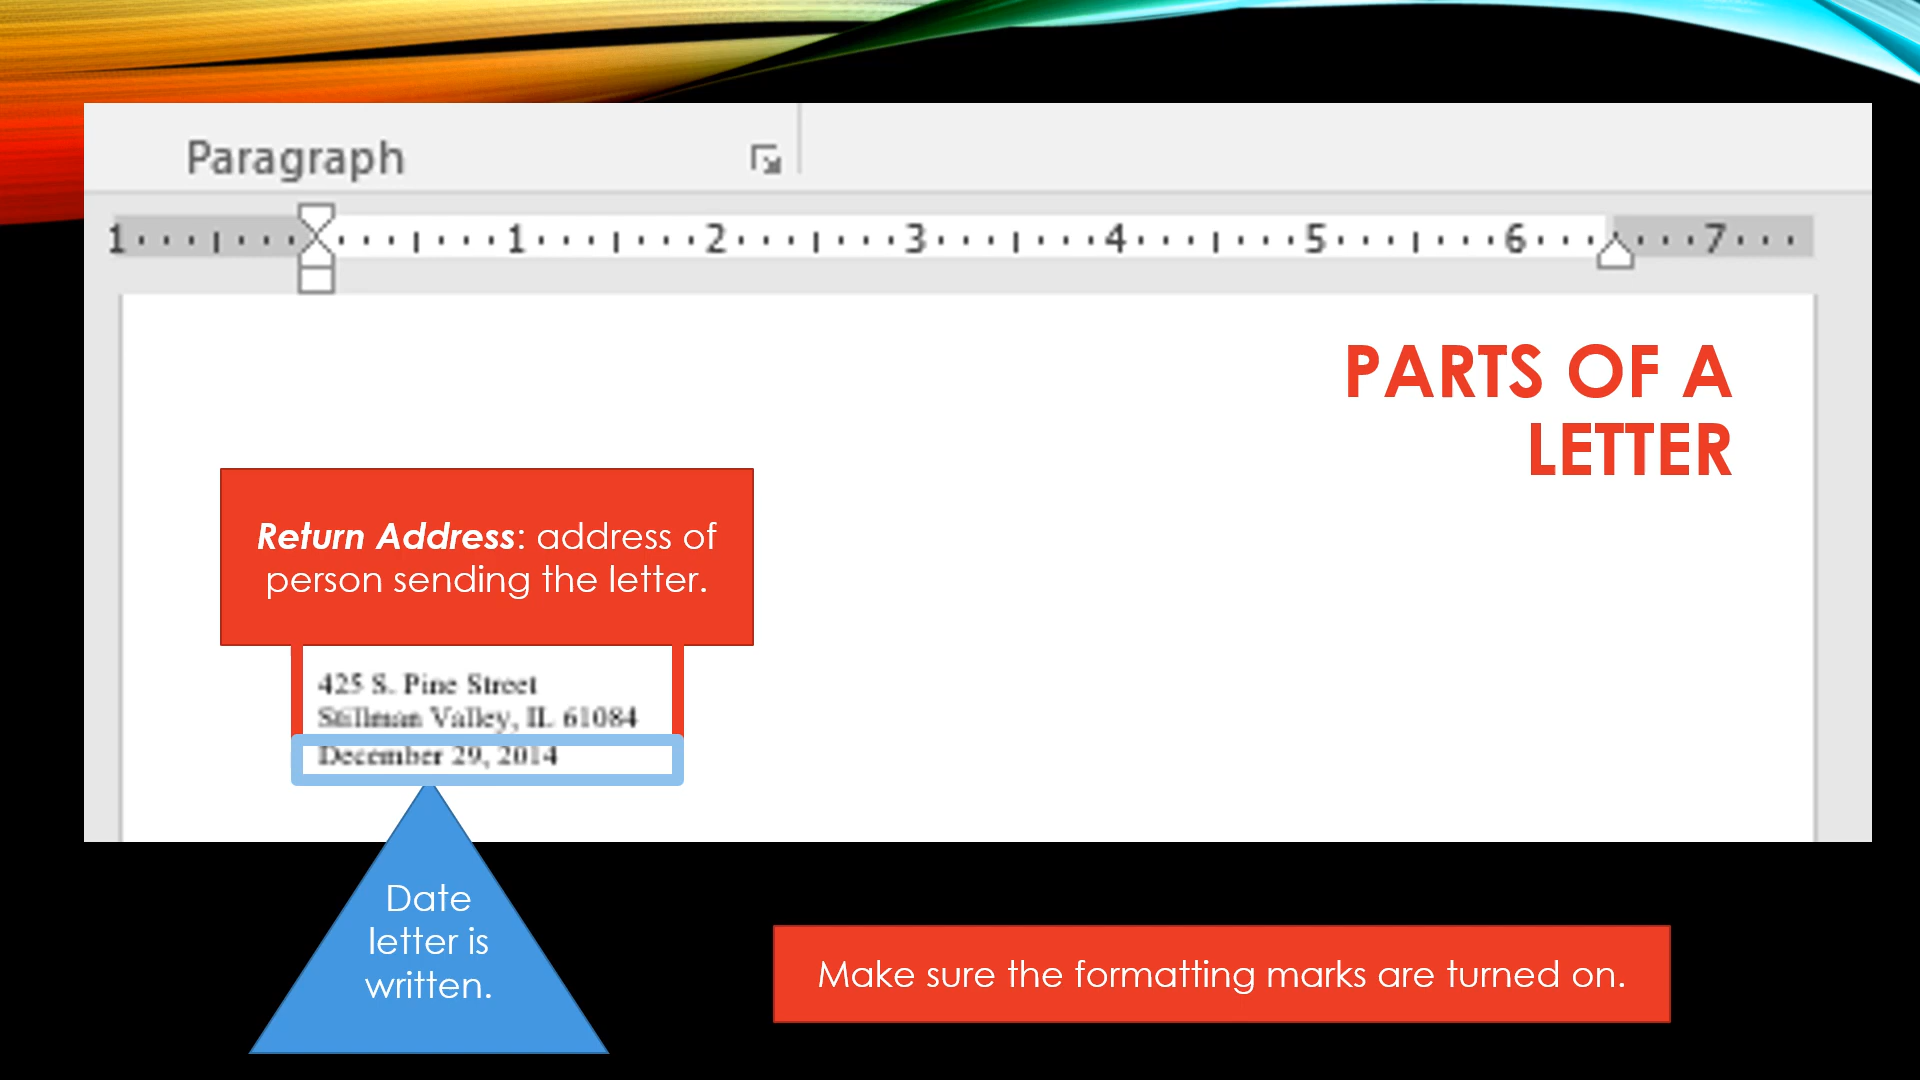 Paragraph
1 1 2 3 4 5 6 7
PARTS OF A
LETTER
Return Address: address of
person sending the letter.
425 S. Pine Street
Stillman Valley, IL 61084
December 29, 2014
Date
letter is
written.
Make sure the formatting marks are turned on.